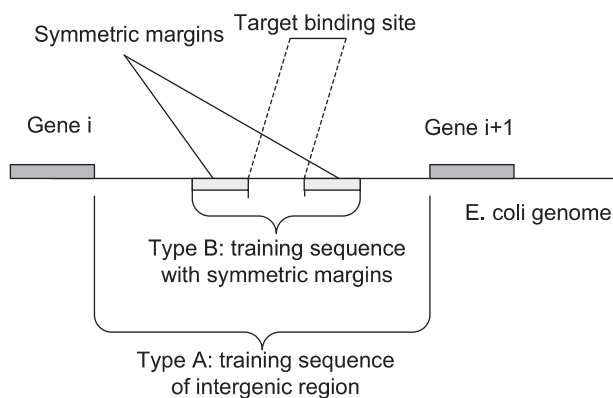 Target binding site
Symmetric margins
Gene i
Gene i+1
E. coli genome
Type B: training sequence
with symmetric margins
Type A: training sequence
of intergenic region